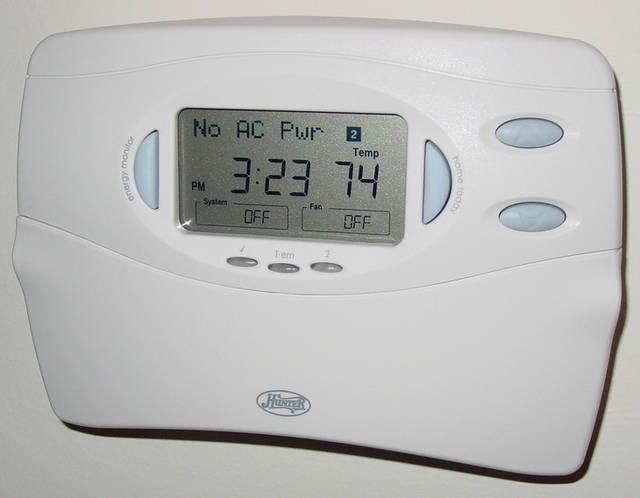 No AC Pwr 2
Temp
PM 3:23 74
System OFF Fan OFF
energy monitor
home today
✓ 1:em 2
HUNTER